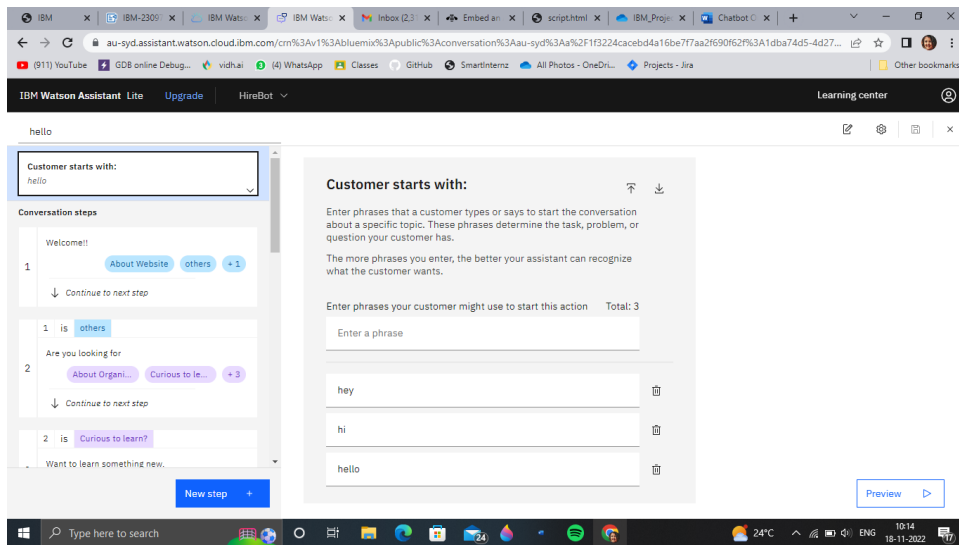 IBM-2309
IBM Watso
IBM Watso
Inbox (2,3
Embed an
script.html
IBM_Projec
Chatbot C
au-syd.assistant.watson.cloud.ibm.com/crn%3Av1%3Abluemix%3Apublic%3Aconversation%3Aau-syd%3Aa%2F1f3224cacebd4a16be7f7aa2f690f62f%3A1dba74d5-4d27...
(911) YouTube
GDB online Debug...
vidh.ai
(4) WhatsApp
Classes
GitHub
SmartInternz
All Photos - OneDri...
Projects - Jira
Other bookmarks
IBM Watson Assistant Lite
Upgrade
HireBot
Learning center
hello
Customer starts with:
hello
Conversation steps
Welcome!!
1
About Website
others
+ 1
Continue to next step
1 is others
Are you looking for
2
About Organi...
Curious to le...
+ 3
Continue to next step
2 is Curious to learn?
Want to learn something new.
New step +
Customer starts with:
Enter phrases that a customer types or says to start the conversation
about a specific topic. These phrases determine the task, problem, or
question your customer has.
The more phrases you enter, the better your assistant can recognize
what the customer wants.
Enter phrases your customer might use to start this action
Total: 3
Enter a phrase
hey
hi
hello
Preview
Type here to search
24
24°C
ENG
10:14
18-11-2022
17